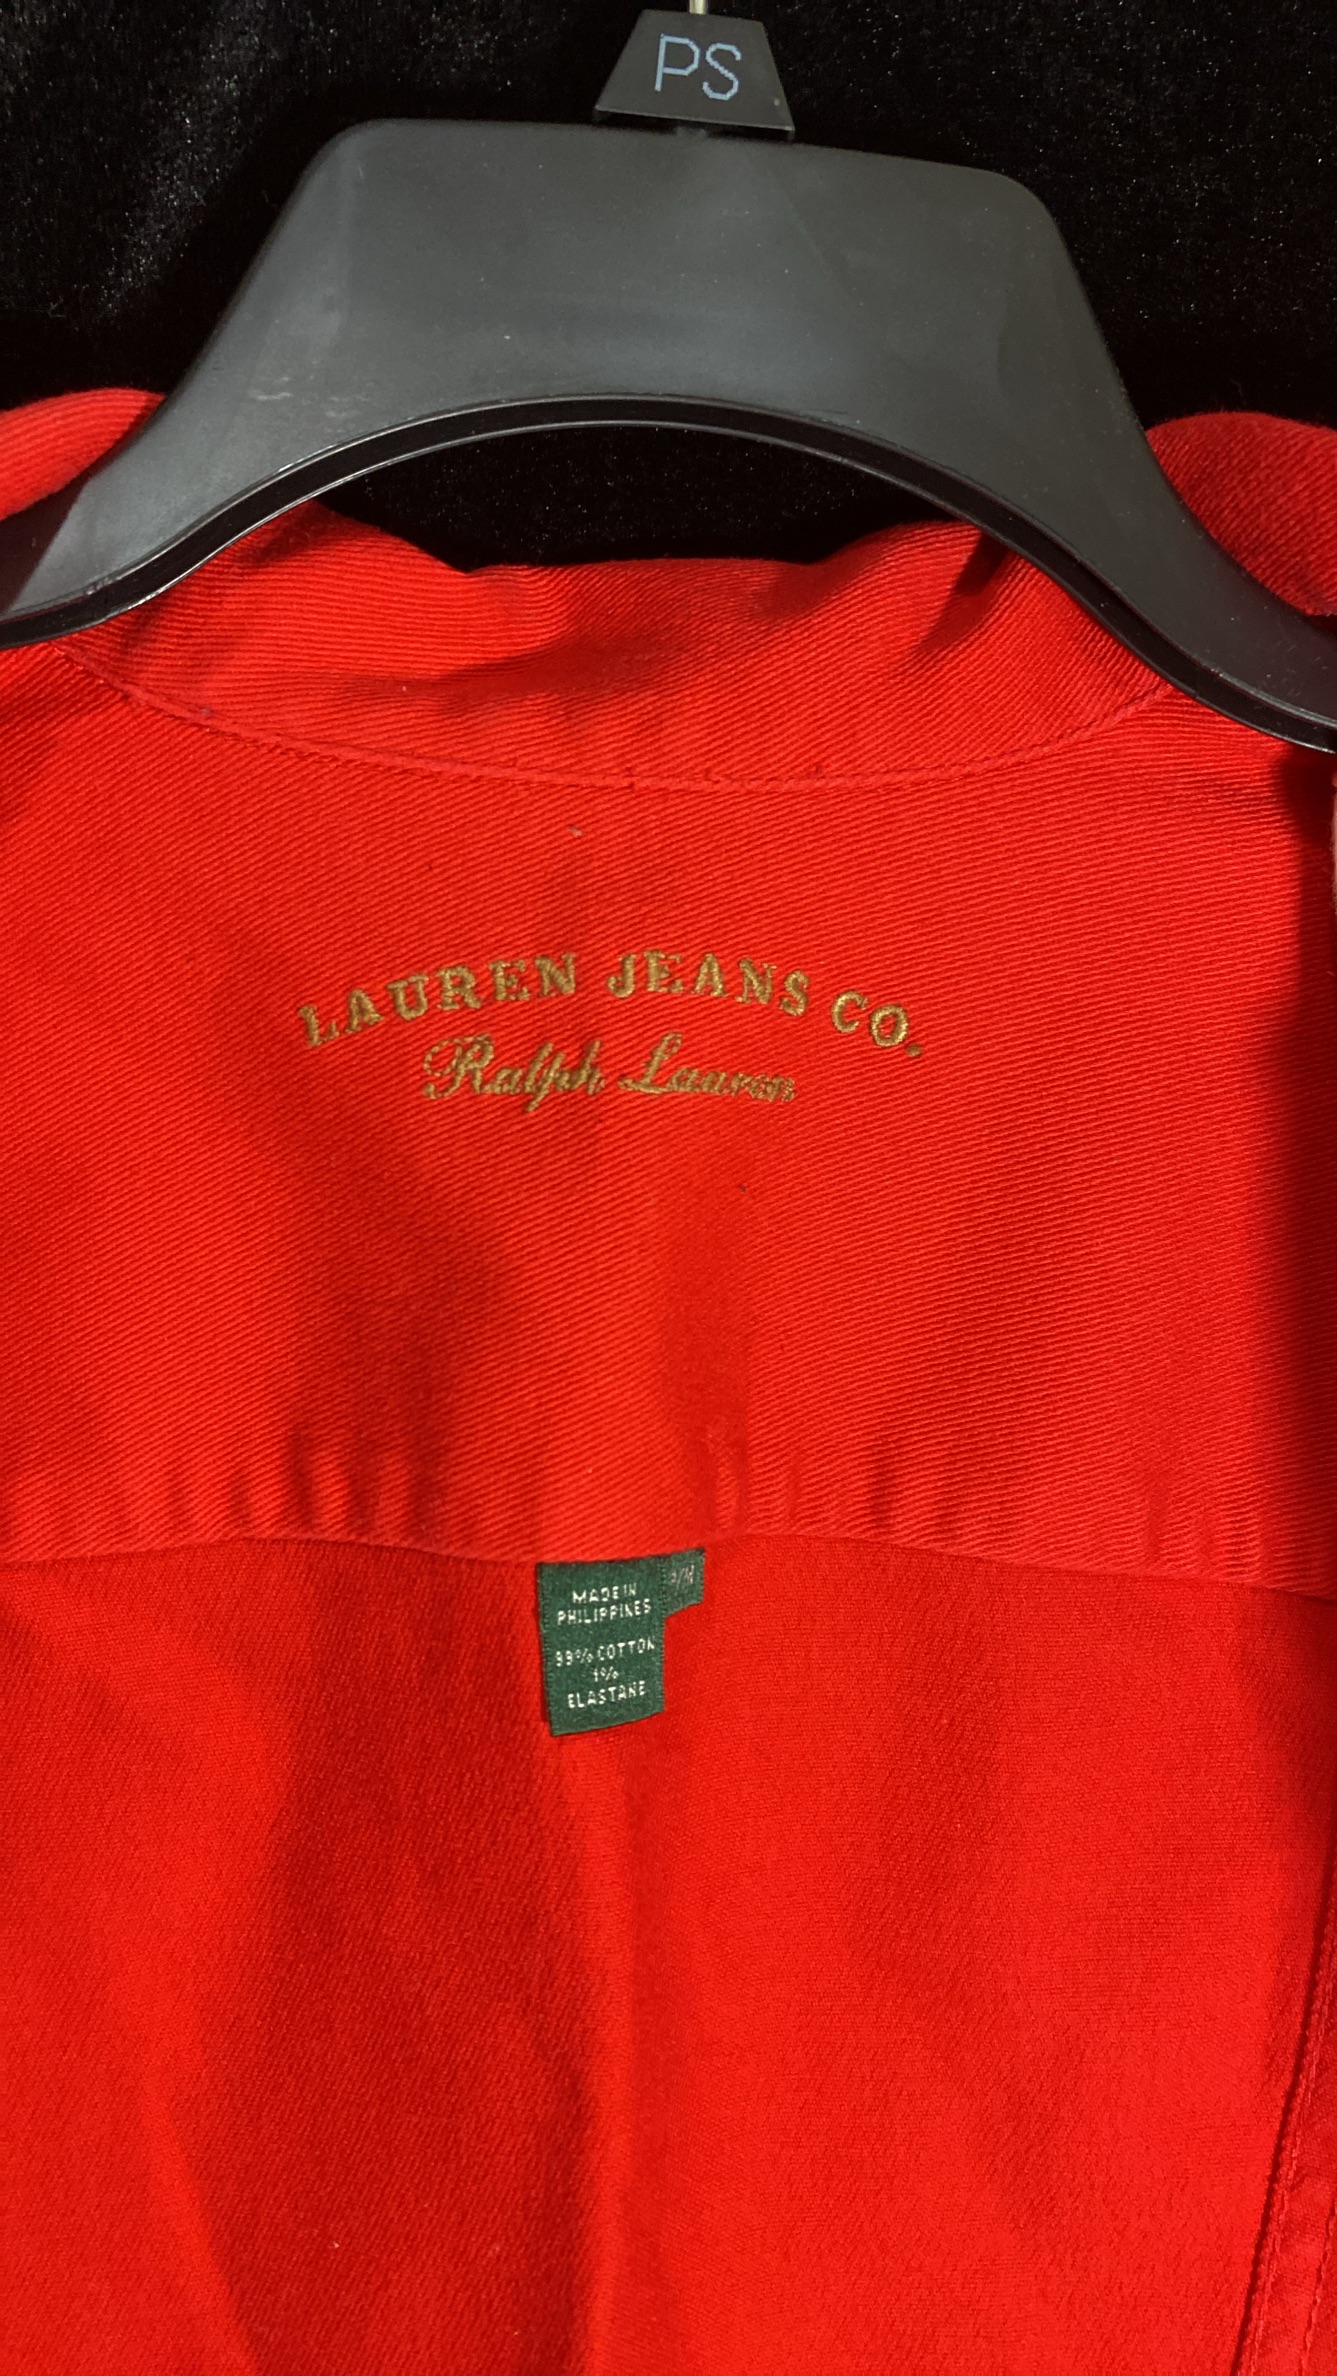 PS
LAUREN JEANS CO.
Ralph Lauren
P/M
MADE IN
PHILIPPINES
99% COTTON
1%
ELASTANE